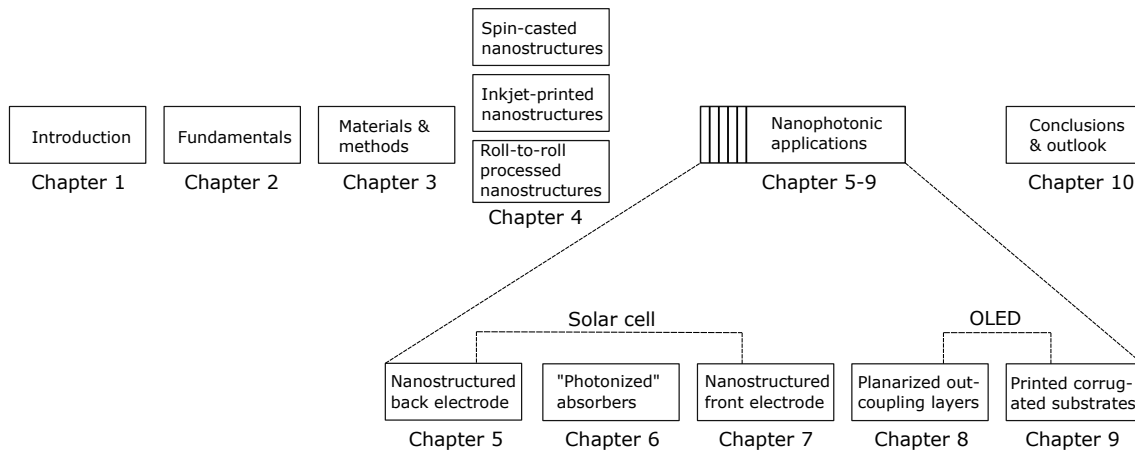 Spin-casted
nanostructures
Inkjet-printed
nanostructures
Roll-to-roll
processed
nanostructures
Chapter 4
Introduction
Chapter 1
Fundamentals
Chapter 2
Materials &
methods
Chapter 3
Nanophotonic
applications
Chapter 5-9
Conclusions
& outlook
Chapter 10
Solar cell
OLED
Nanostructured
back electrode
Chapter 5
"Photonized"
absorbers
Chapter 6
Nanostructured
front electrode
Chapter 7
Planarized out-
coupling layers
Chapter 8
Printed corrug-
ated substrates
Chapter 9